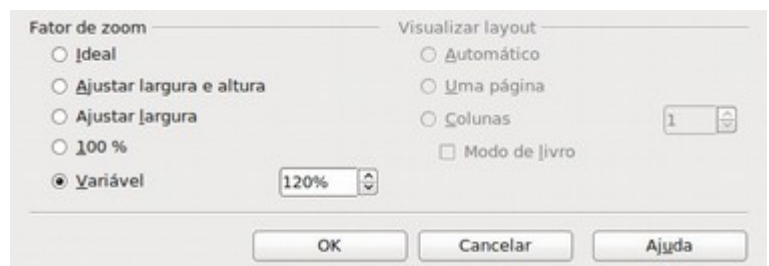 Fator de zoom
Ideal
Ajustar largura e altura
Ajustar largura
100 %
Variável 120%
Visualizar layout
Automático
Uma página
Colunas 1
Modo de livro
OK Cancelar Ajuda